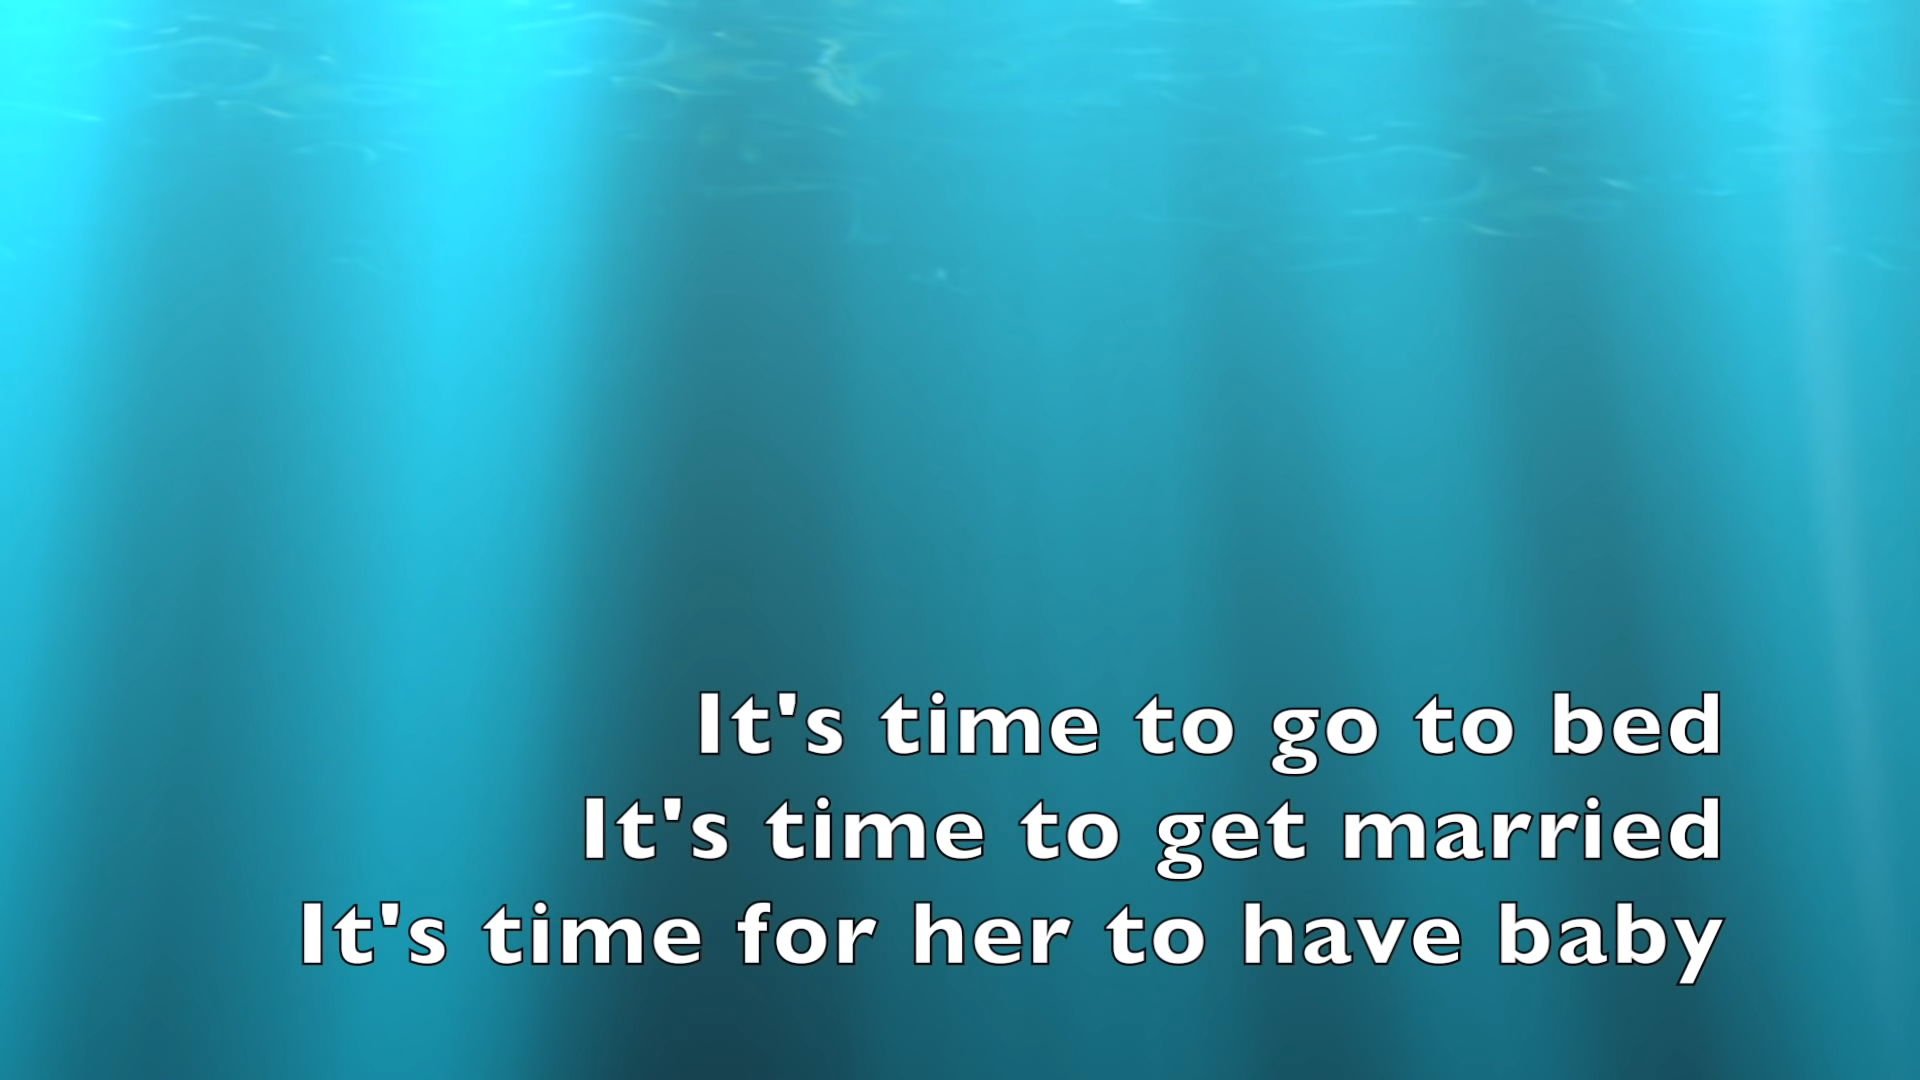 It's time to go to bed
It's time to get married
It's time for her to have baby